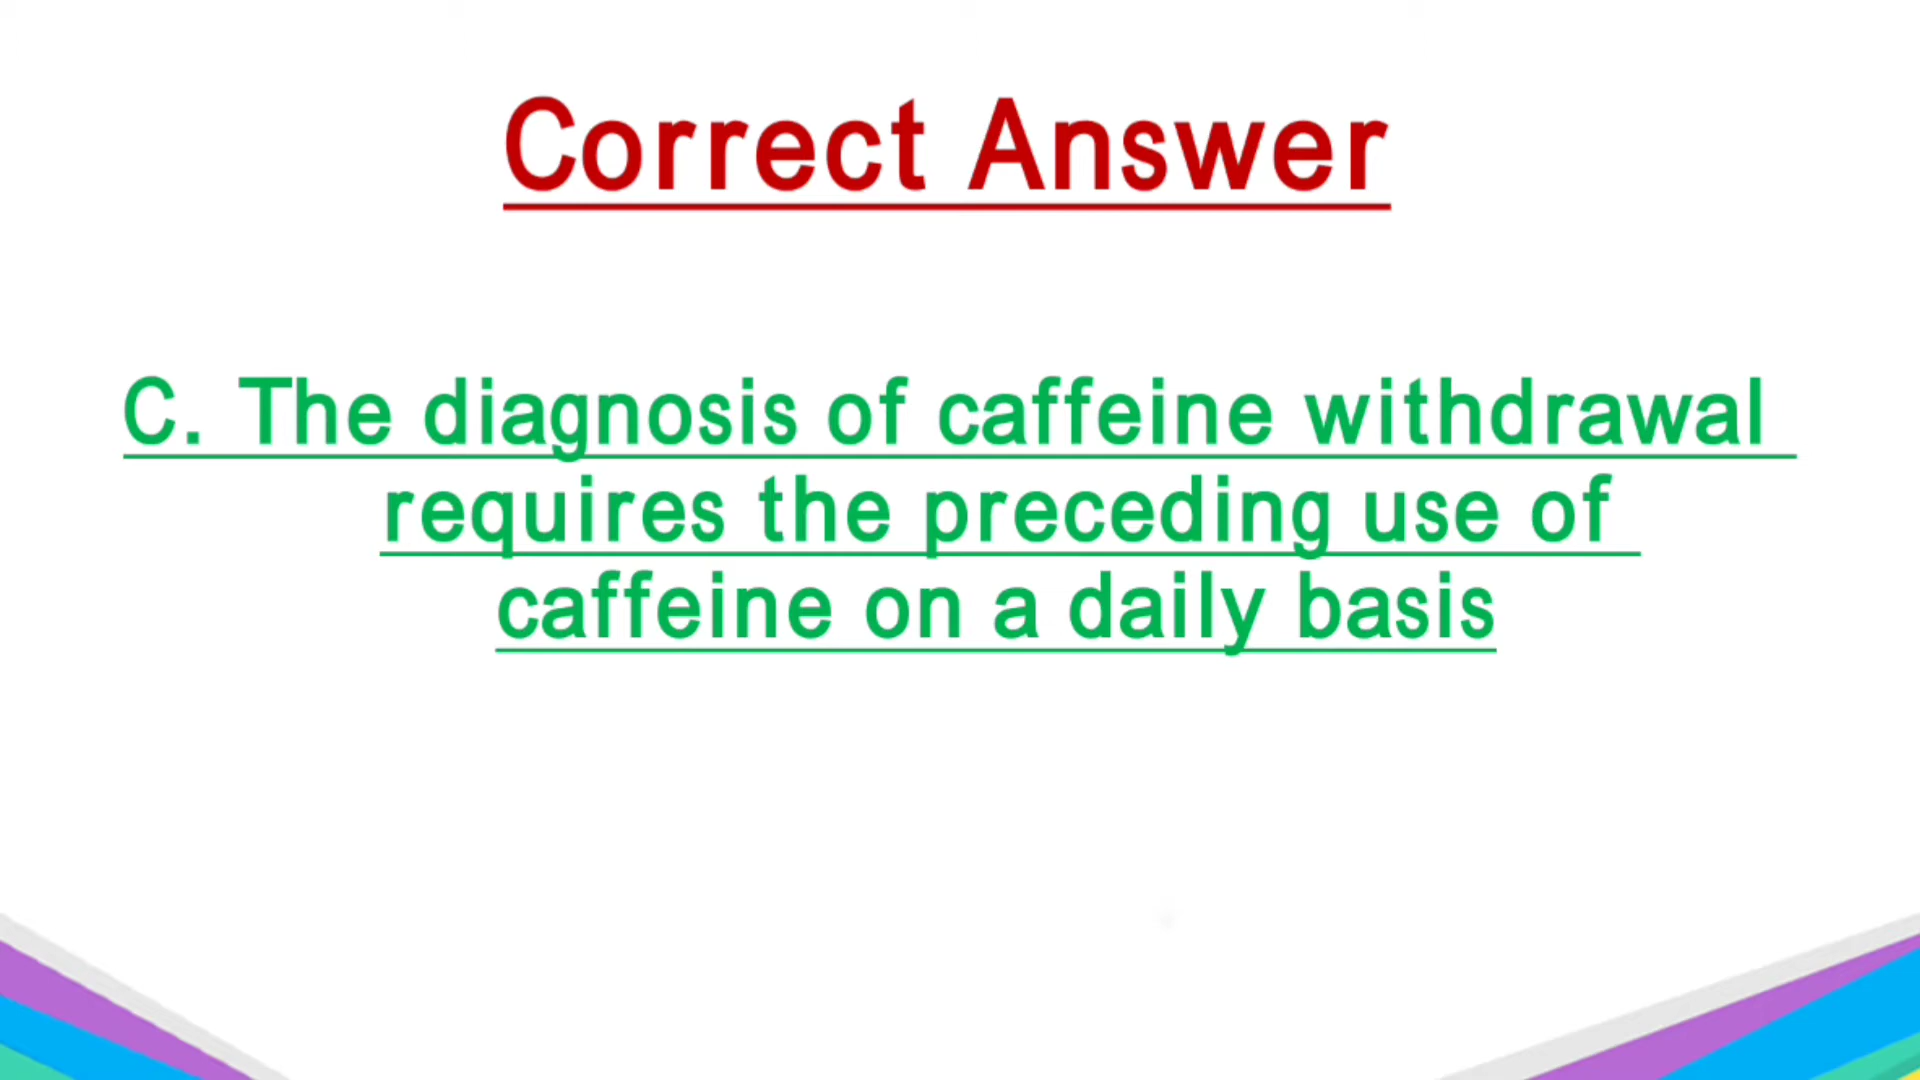 Correct Answer
C. The diagnosis of caffeine withdrawal
requires the preceding use of
caffeine on a daily basis